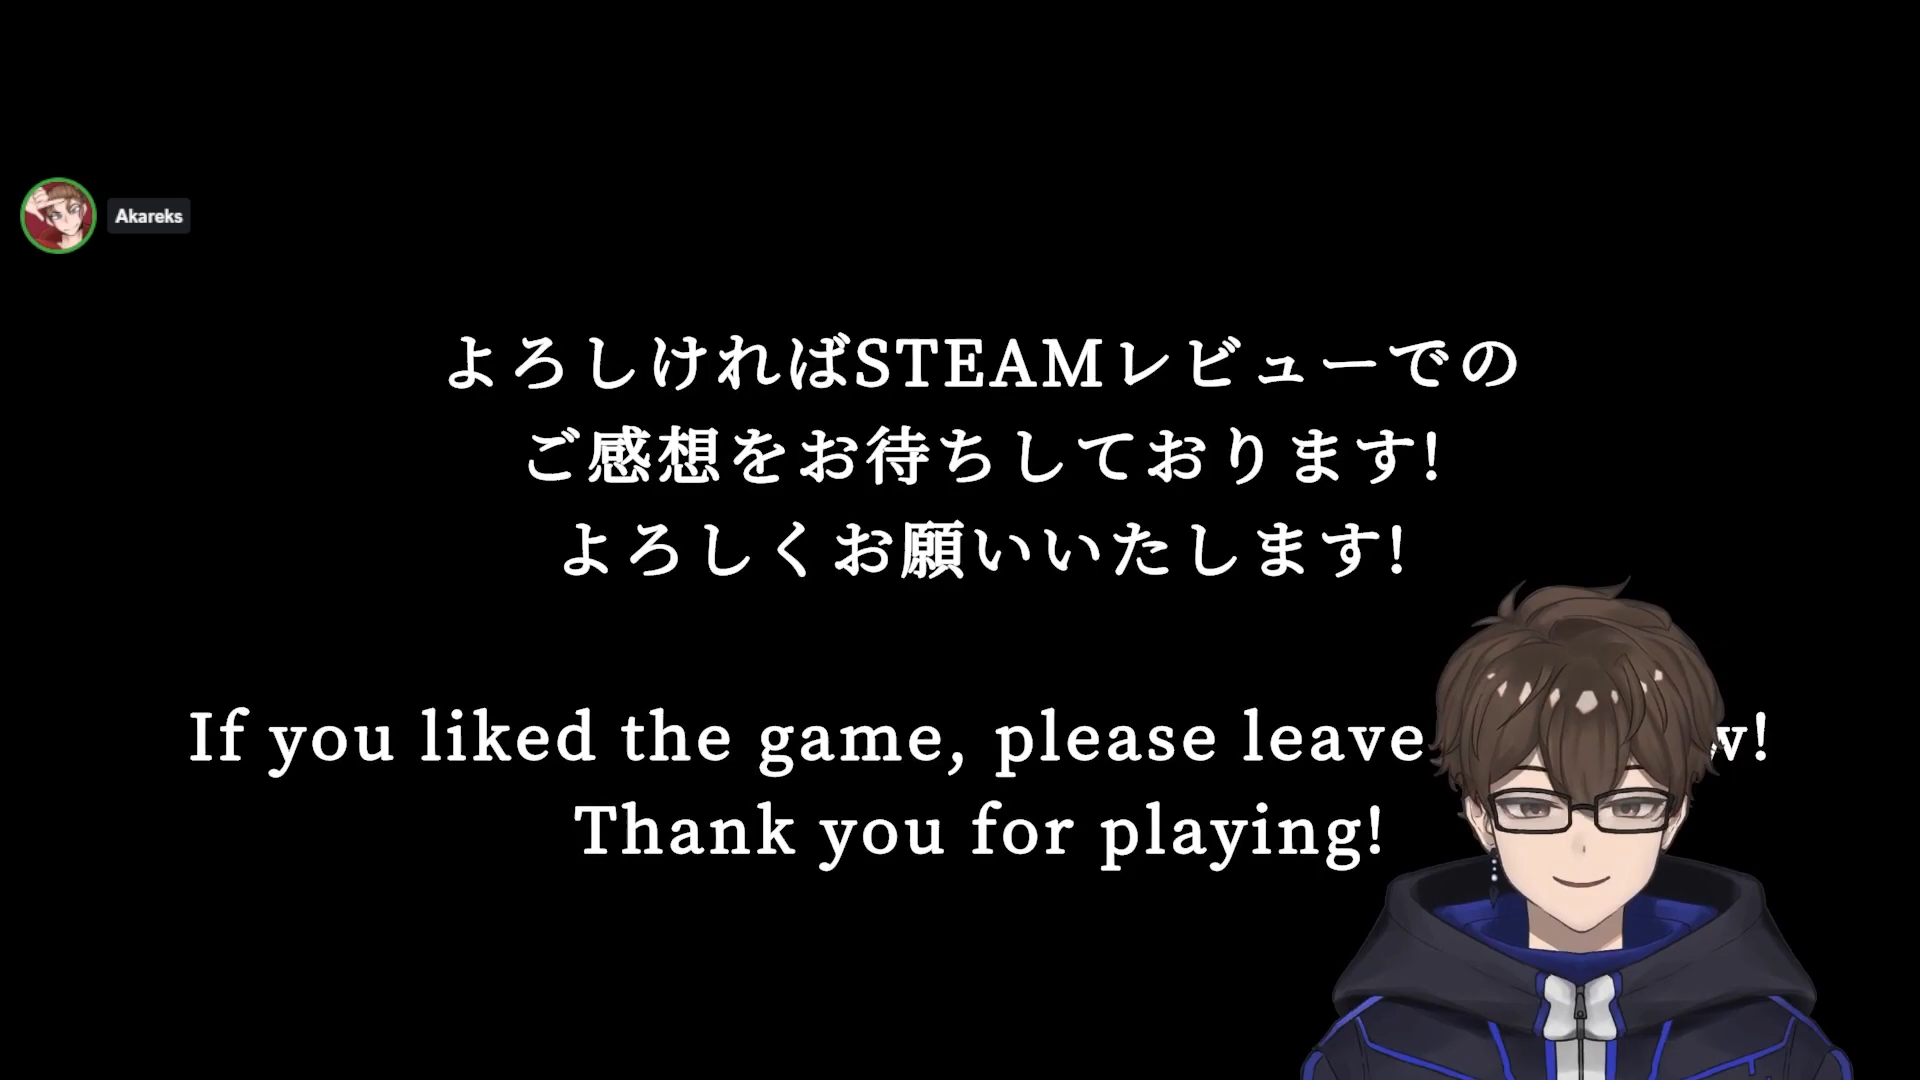 Akareks
よろしければSTEAMレビューでの
ご感想をお待ちしております!
よろしくお願いいたします!
If you liked the game, please leave
Thank you for playing!